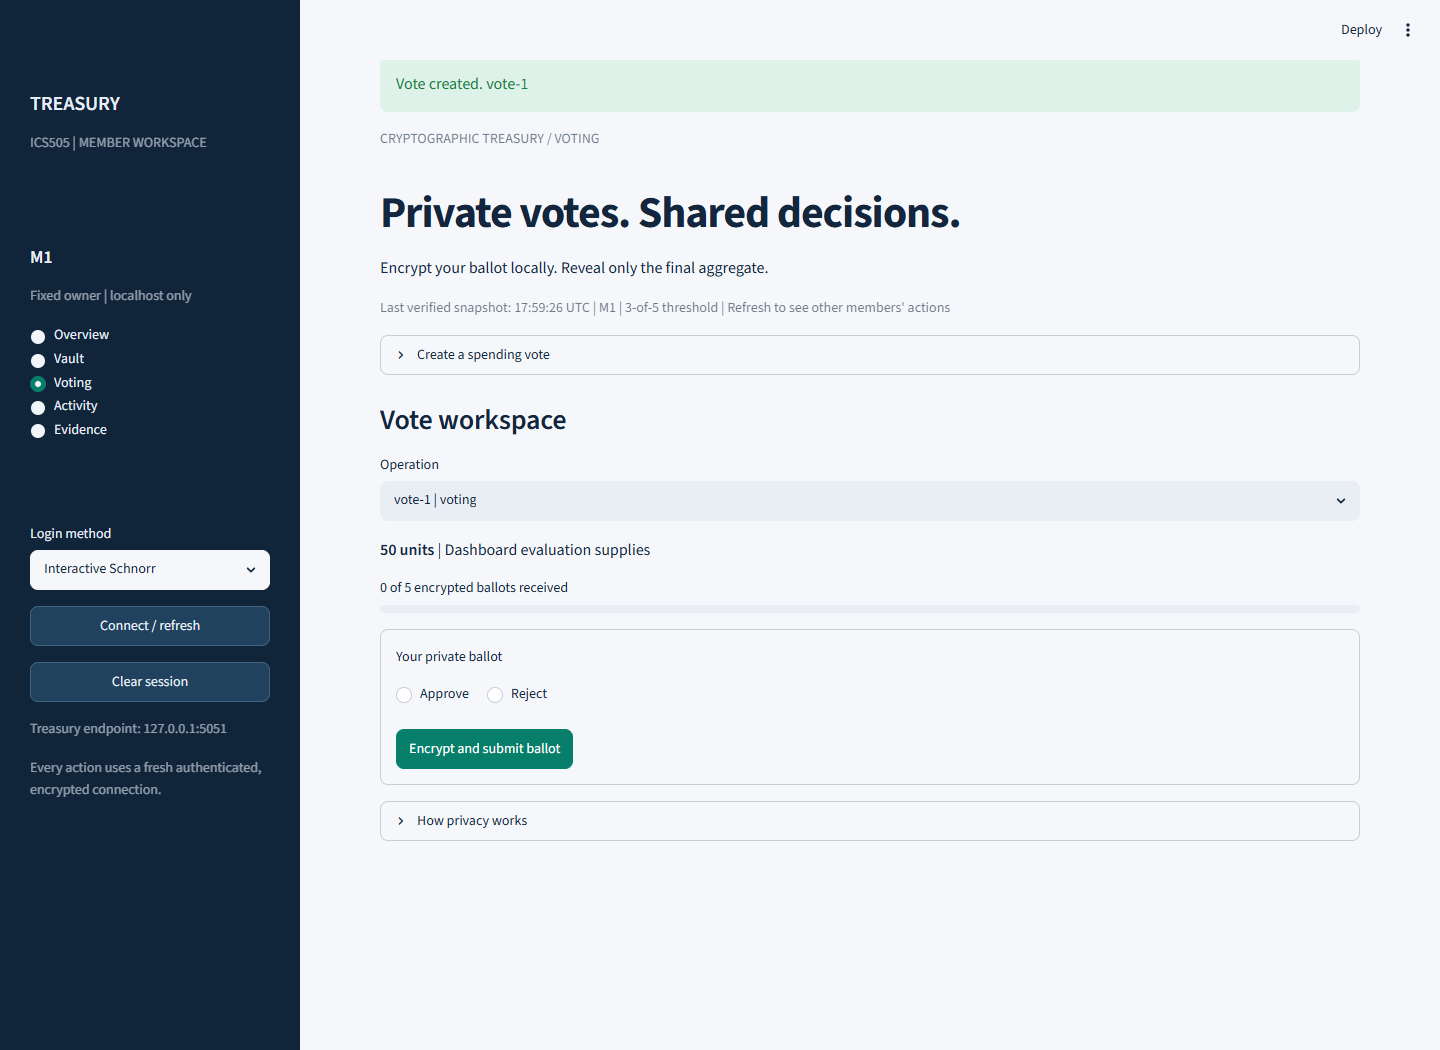 TREASURY
ICS505 | MEMBER WORKSPACE
M1
Fixed owner | localhost only
Overview
Vault
Voting
Activity
Evidence
Login method
Interactive Schnorr
Connect / refresh
Clear session
Treasury endpoint: 127.0.0.1:5051
Every action uses a fresh authenticated,
encrypted connection.
Deploy
Vote created. vote-1
CRYPTOGRAPHIC TREASURY / VOTING
Private votes. Shared decisions.
Encrypt your ballot locally. Reveal only the final aggregate.
Last verified snapshot: 17:59:26 UTC | M1 | 3-of-5 threshold | Refresh to see other members' actions
Create a spending vote
Vote workspace
Operation
vote-1 | voting
50 units | Dashboard evaluation supplies
0 of 5 encrypted ballots received
Your private ballot
Approve Reject
Encrypt and submit ballot
How privacy works